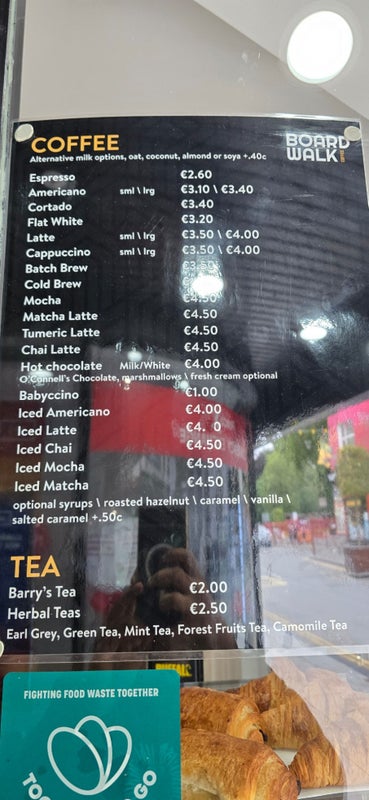 COFFEE
BOARD WALK COFFEE
Alternative milk options, oat, coconut, almond or soya +.40c
Espresso €2.60
Americano sml \ lrg €3.10 \ €3.40
Cortado €3.40
Flat White €3.20
Latte sml \ lrg €3.50 \ €4.00
Cappuccino sml \ lrg €3.50 \ €4.00
Batch Brew
Cold Brew
Mocha €4.50
Matcha Latte €4.50
Tumeric Latte €4.50
Chai Latte €4.50
Hot chocolate Milk/White €4.00
O'Connell's Chocolate, marshmallows \ fresh cream optional
Babyccino €1.00
Iced Americano €4.00
Iced Latte
Iced Chai €4.50
Iced Mocha €4.50
Iced Matcha €4.50
optional syrups \ roasted hazelnut \ caramel \ vanilla \
salted caramel +.50c
TEA
Barry's Tea €2.00
Herbal Teas €2.50
Earl Grey, Green Tea, Mint Tea, Forest Fruits Tea, Camomile Tea
FIGHTING FOOD WASTE TOGETHER